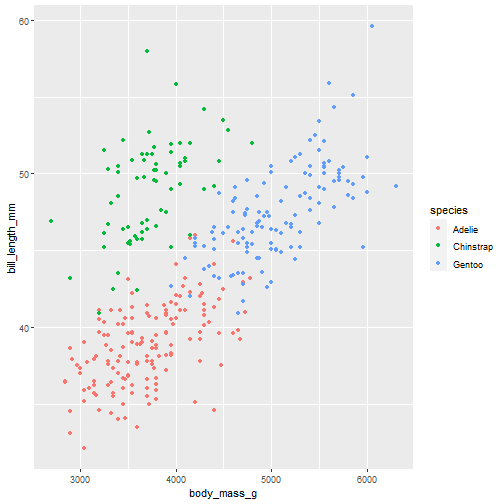 60
50
40
bill_length_mm
3000 4000 5000 6000
body_mass_g
species
Adelie
Chinstrap
Gentoo